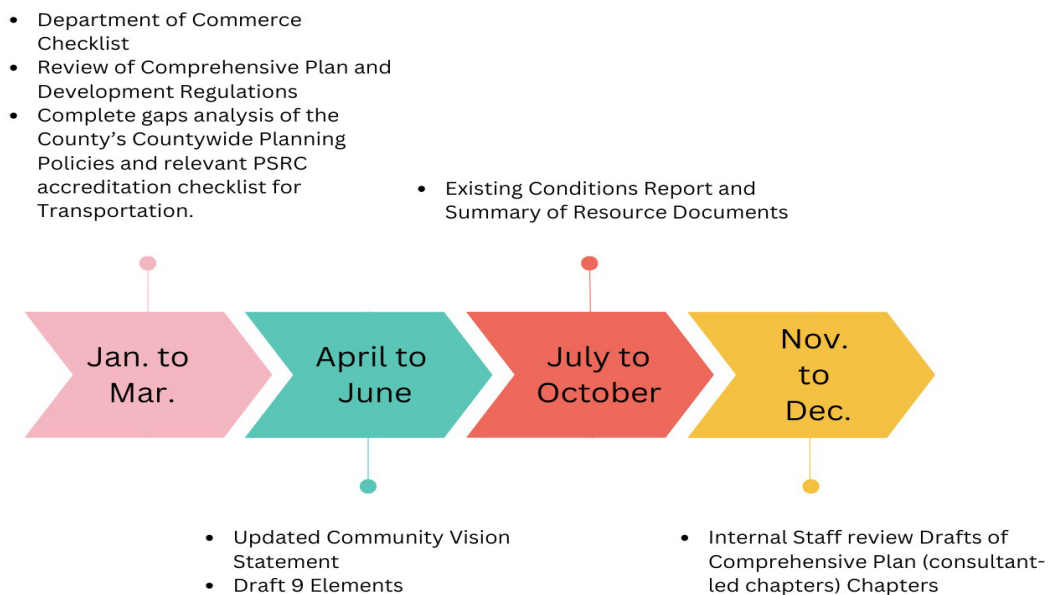 • Department of Commerce
Checklist
• Review of Comprehensive Plan and
Development Regulations
• Complete gaps analysis of the
County’s Countywide Planning
Policies and relevant PSRC
accreditation checklist for
Transportation.
• Existing Conditions Report and
Summary of Resource Documents
Jan. to
Mar.
April to
June
July to
October
Nov.
to
Dec.
• Updated Community Vision
Statement
• Draft 9 Elements
• Internal Staff review Drafts of
Comprehensive Plan (consultant-
led chapters) Chapters